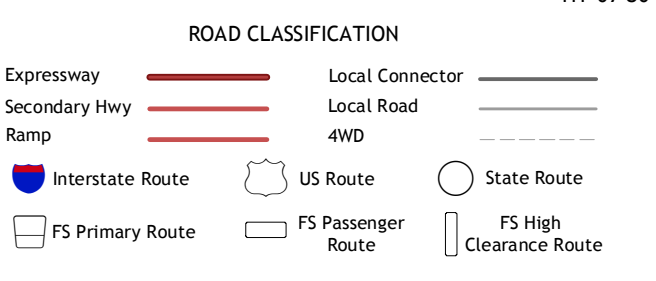 ROAD CLASSIFICATION
Expressway
Local Connector
Secondary Hwy
Local Road
Ramp
4WD
Interstate Route
US Route
State Route
FS Primary Route
FS Passenger
Route
FS High
Clearance Route